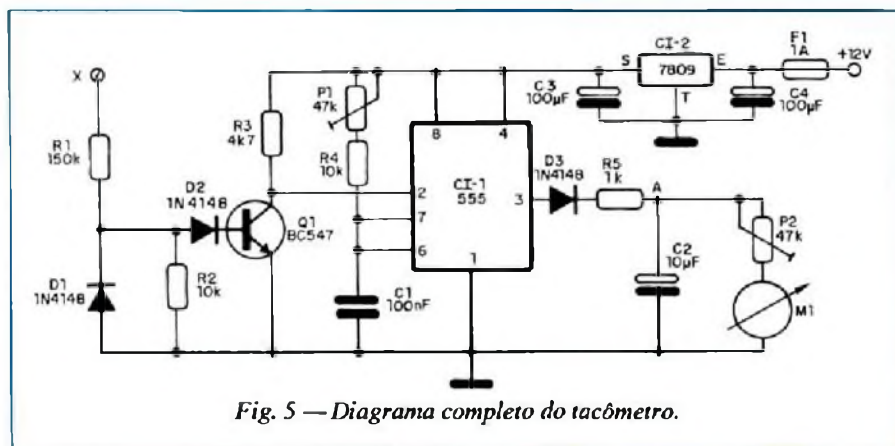 X
R1
150k
D1
1N4148
D2
1N4148
R2
10k
R3
4k7
Q1
BC547
P1
47k
R4
10k
C1
100nF
8
4
2
7
6
3
1
CI-1
555
D3
1N4148
R5
1k
A
C2
10µF
P2
47k
M1
C3
100µF
S
CI-2
7809
E
T
C4
100µF
F1
1A
+12V
Fig. 5 — Diagrama completo do tacômetro.